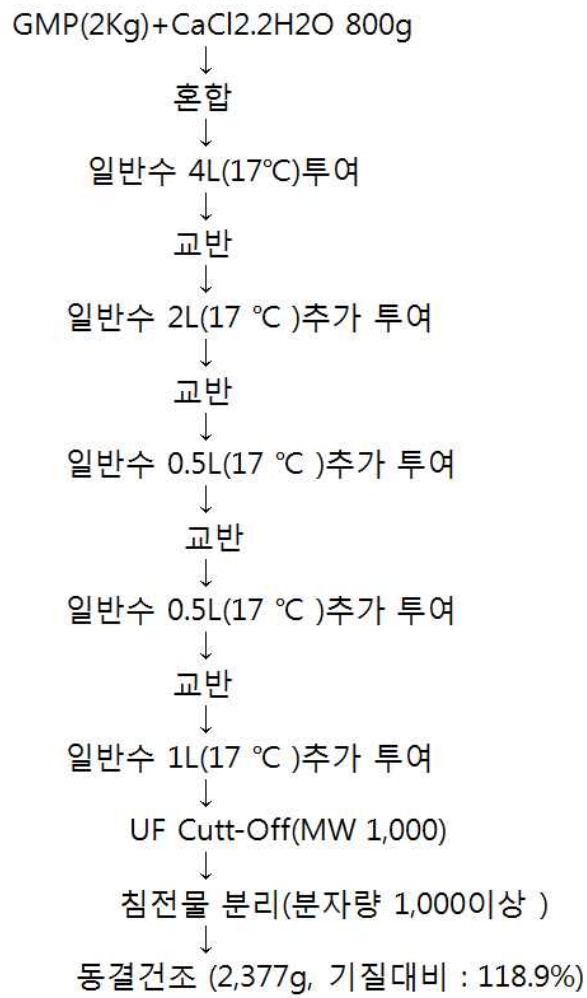 GMP(2Kg)+CaCl2.2H2O 800g
↓
혼합
↓
일반수 4L(17℃)투여
↓
교반
↓
일반수 2L(17 ℃ )추가 투여
↓
교반
↓
일반수 0.5L(17 ℃ )추가 투여
↓
교반
↓
일반수 0.5L(17 ℃ )추가 투여
↓
교반
↓
일반수 1L(17 ℃ )추가 투여
↓
UF Cutt-Off(MW 1,000)
↓
침전물 분리(분자량 1,000이상 )
↓
동결건조 (2,377g, 기질대비 : 118.9%)